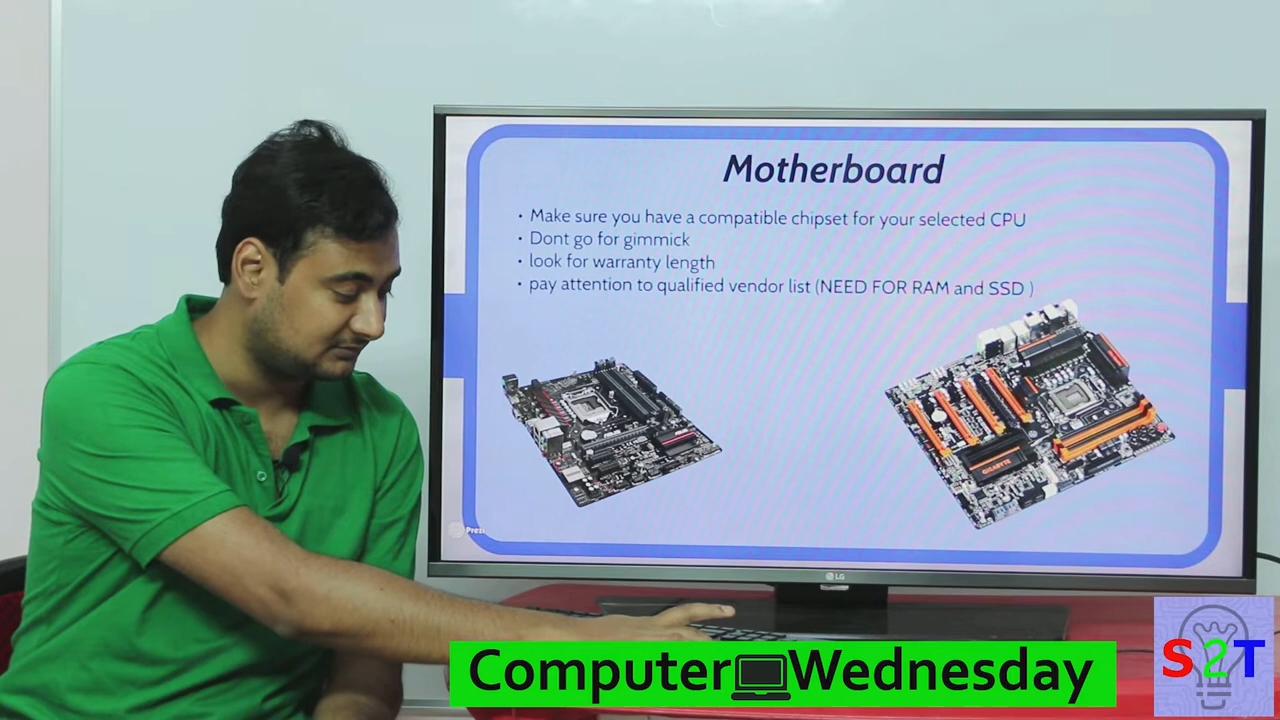 Motherboard
• Make sure you have a compatible chipset for your selected CPU
• Dont go for gimmick
• look for warranty length
• pay attention to qualified vendor list (NEED FOR RAM and SSD )
GIGABYTE
Prezi
LG
Computer Wednesday
S2T